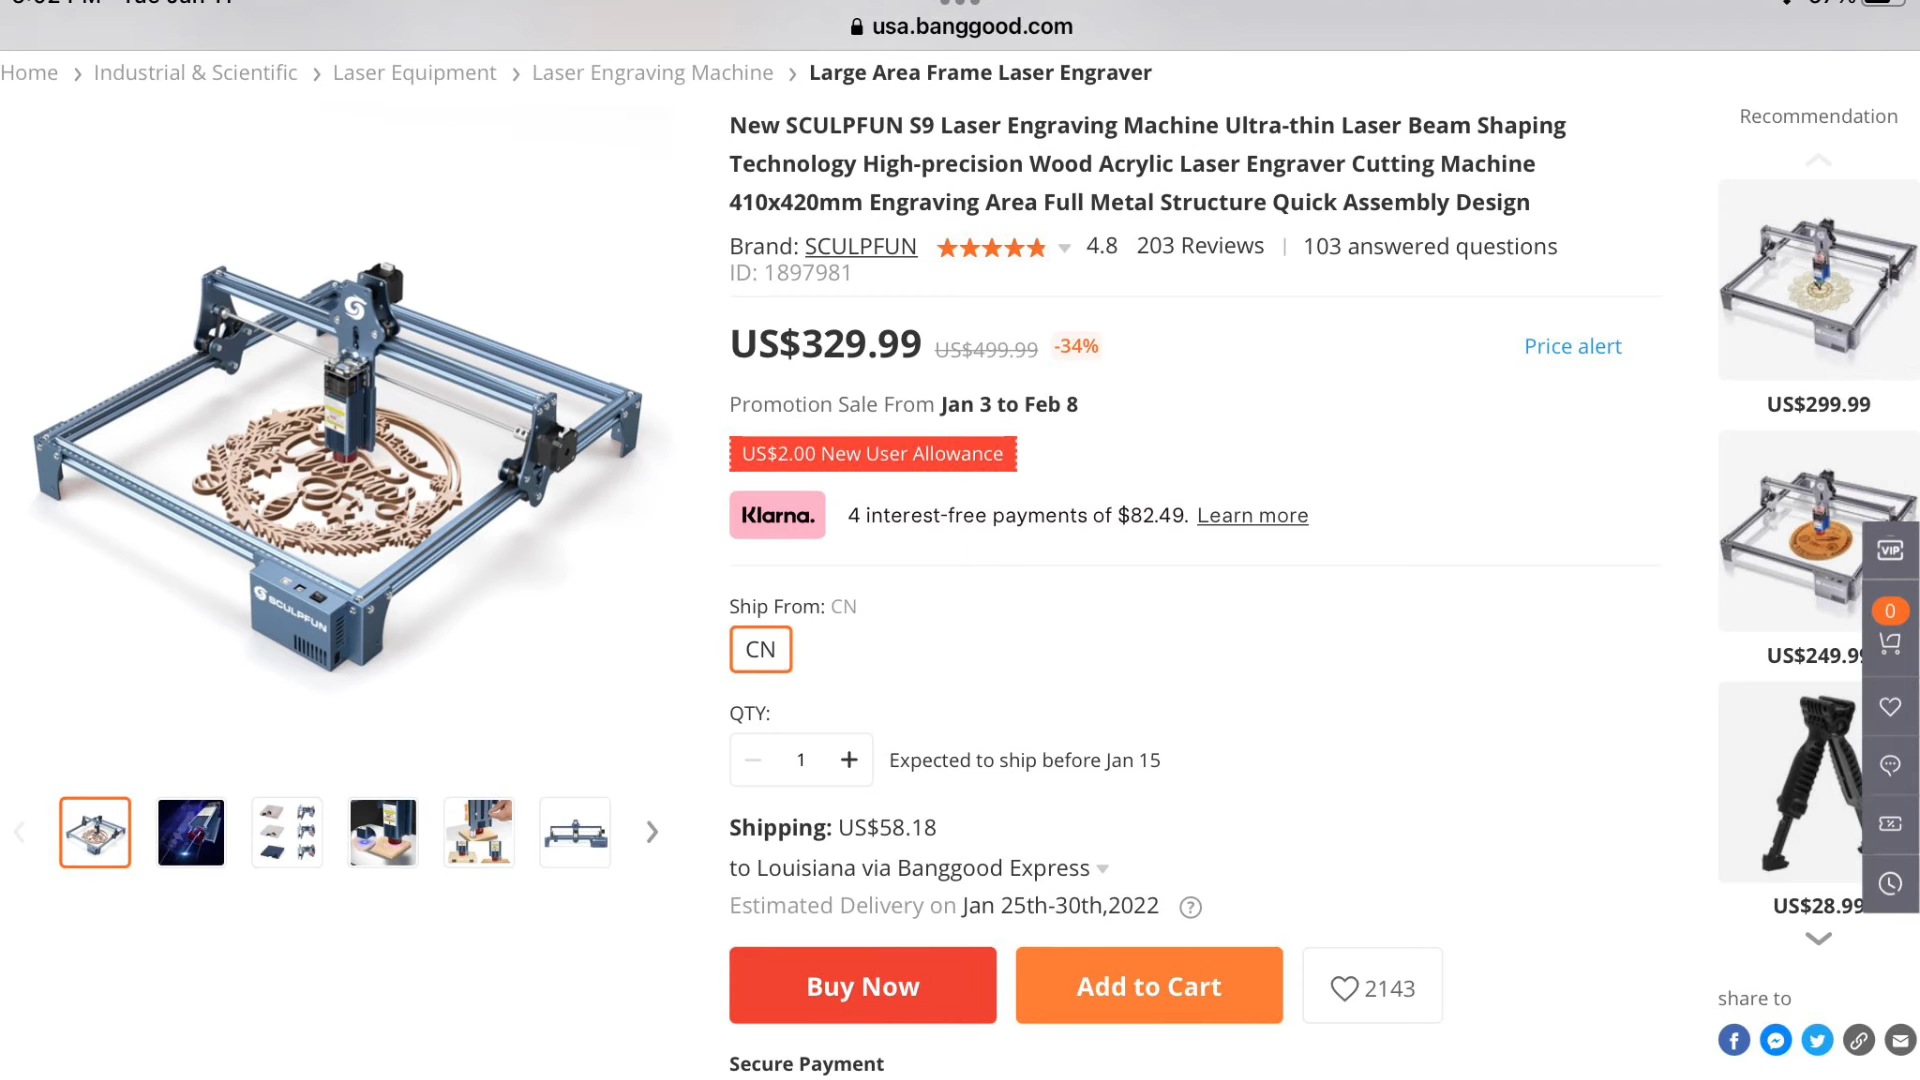 usa.banggood.com
Home > Industrial & Scientific > Laser Equipment > Laser Engraving Machine > Large Area Frame Laser Engraver
New SCULPFUN S9 Laser Engraving Machine Ultra-thin Laser Beam Shaping
Technology High-precision Wood Acrylic Laser Engraver Cutting Machine
410x420mm Engraving Area Full Metal Structure Quick Assembly Design
Brand: SCULPFUN 4.8 203 Reviews | 103 answered questions
ID: 1897981
US$329.99 US$499.99 -34% Price alert
Promotion Sale From Jan 3 to Feb 8
US$2.00 New User Allowance
Klarna. 4 interest-free payments of $82.49. Learn more
Ship From: CN
CN
QTY:
1 + Expected to ship before Jan 15
Shipping: US$58.18
to Louisiana via Banggood Express
Estimated Delivery on Jan 25th-30th,2022 ?
Buy Now Add to Cart 2143
Secure Payment
SCULPFUN
Recommendation
US$299.99
US$249.99
US$28.99
VIP
0
share to